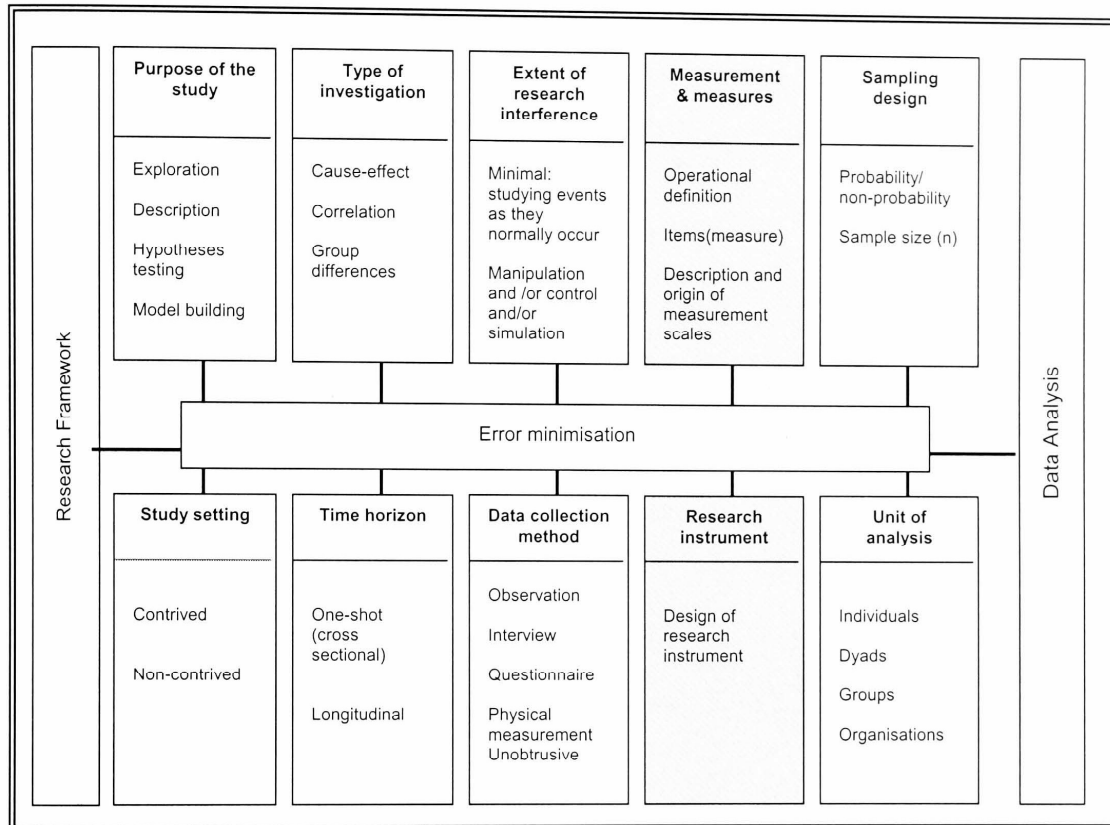 Research Framework
Purpose of the
study
Exploration
Description
Hypotheses
testing
Model building
Type of
investigation
Cause-effect
Correlation
Group
differences
Extent of
research
interference
Minimal:
studying events
as they
normally occur
Manipulation
and /or control
and/or
simulation
Measurement
& measures
Operational
definition
Items(measure)
Description and
origin of
measurement
scales
Sampling
design
Probability/
non-probability
Sample size (n)
Error minimisation
Study setting
Contrived
Non-contrived
Time horizon
One-shot
(cross
sectional)
Longitudinal
Data collection
method
Observation
Interview
Questionnaire
Physical
measurement
Unobtrusive
Research
instrument
Design of
research
instrument
Unit of
analysis
Individuals
Dyads
Groups
Organisations
Data Analysis